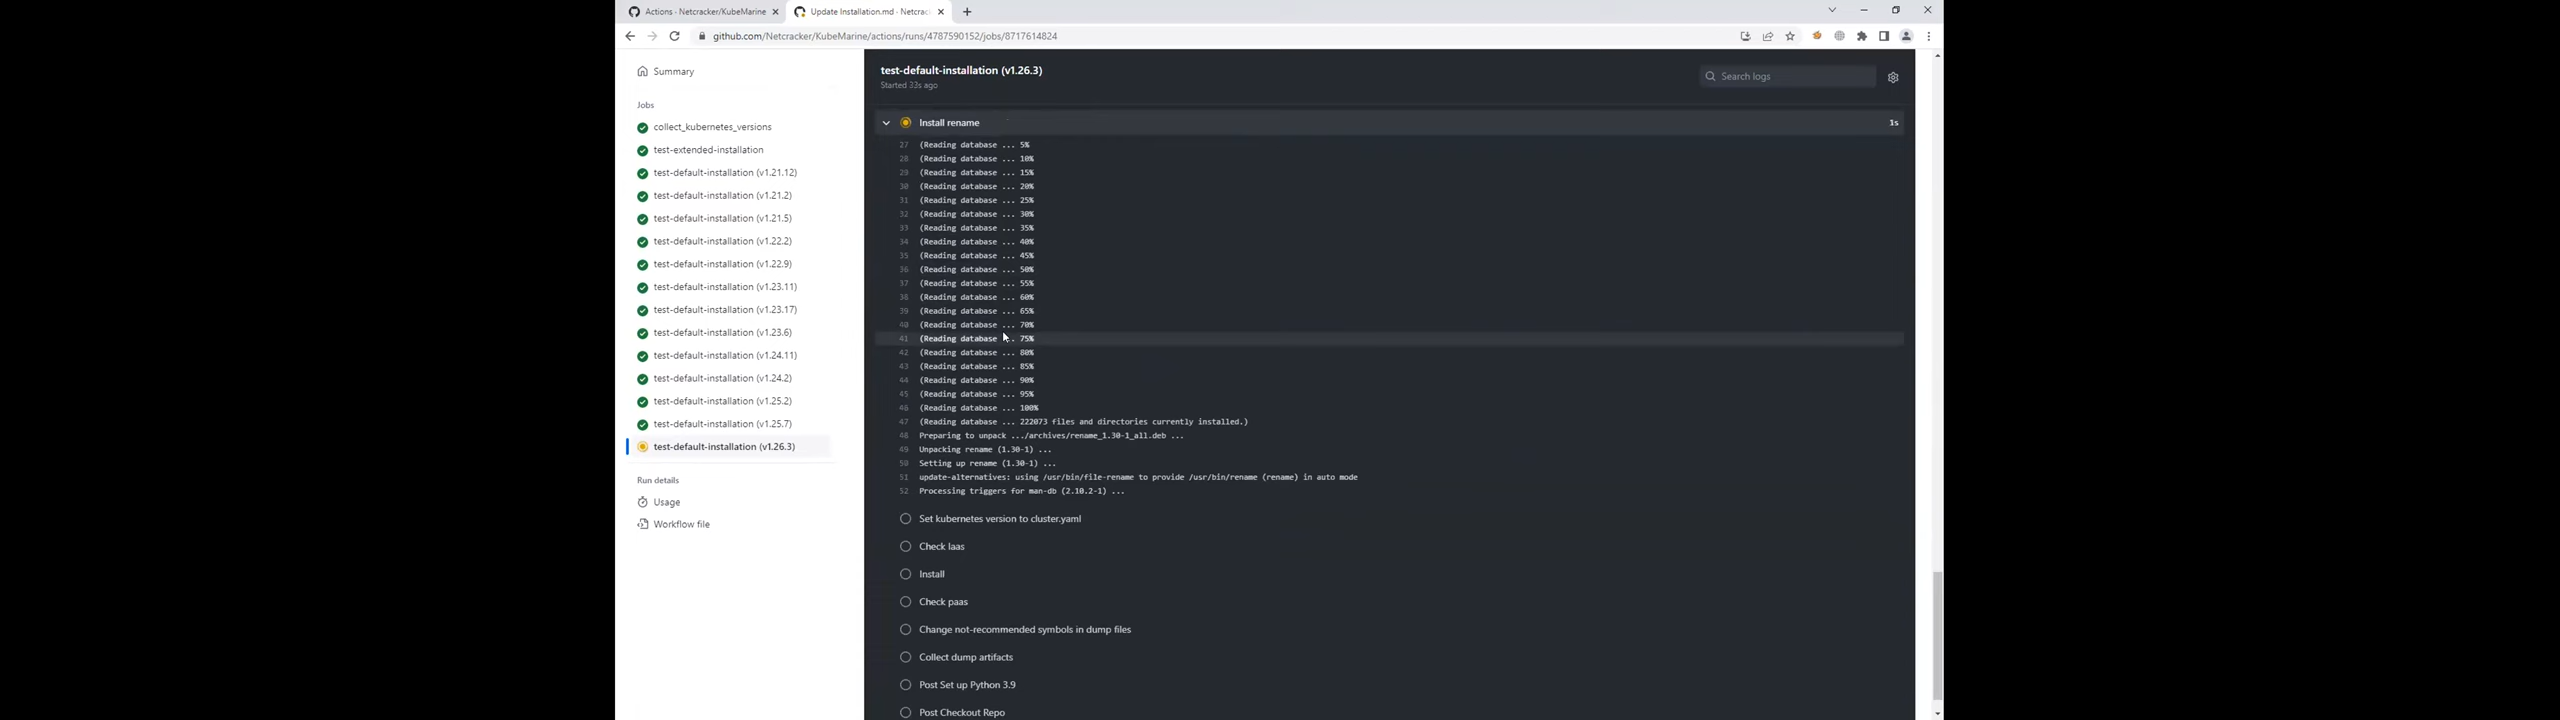 Actions · Netcracker/KubeMarine
Update Installation.md · Netcrac
github.com/Netcracker/KubeMarine/actions/runs/4787590152/jobs/8717614824
Summary
Jobs
collect_kubernetes_versions
test-extended-installation
test-default-installation (v1.21.12)
test-default-installation (v1.21.2)
test-default-installation (v1.21.5)
test-default-installation (v1.22.2)
test-default-installation (v1.22.9)
test-default-installation (v1.23.11)
test-default-installation (v1.23.17)
test-default-installation (v1.23.6)
test-default-installation (v1.24.11)
test-default-installation (v1.24.2)
test-default-installation (v1.25.2)
test-default-installation (v1.25.7)
test-default-installation (v1.26.3)
Run details
Usage
Workflow file
test-default-installation (v1.26.3)
Started 33s ago
Search logs
Install rename
1s
27 (Reading database ... 5%
28 (Reading database ... 10%
29 (Reading database ... 15%
30 (Reading database ... 20%
31 (Reading database ... 25%
32 (Reading database ... 30%
33 (Reading database ... 35%
34 (Reading database ... 40%
35 (Reading database ... 45%
36 (Reading database ... 50%
37 (Reading database ... 55%
38 (Reading database ... 60%
39 (Reading database ... 65%
40 (Reading database ... 70%
41 (Reading database ... 75%
42 (Reading database ... 80%
43 (Reading database ... 85%
44 (Reading database ... 90%
45 (Reading database ... 95%
46 (Reading database ... 100%
47 (Reading database ... 222073 files and directories currently installed.)
48 Preparing to unpack .../archives/rename_1.30-1_all.deb ...
49 Unpacking rename (1.30-1) ...
50 Setting up rename (1.30-1) ...
51 update-alternatives: using /usr/bin/file-rename to provide /usr/bin/rename (rename) in auto mode
52 Processing triggers for man-db (2.10.2-1) ...
Set kubernetes version to cluster.yaml
Check iaas
Install
Check paas
Change not-recommended symbols in dump files
Collect dump artifacts
Post Set up Python 3.9
Post Checkout Repo